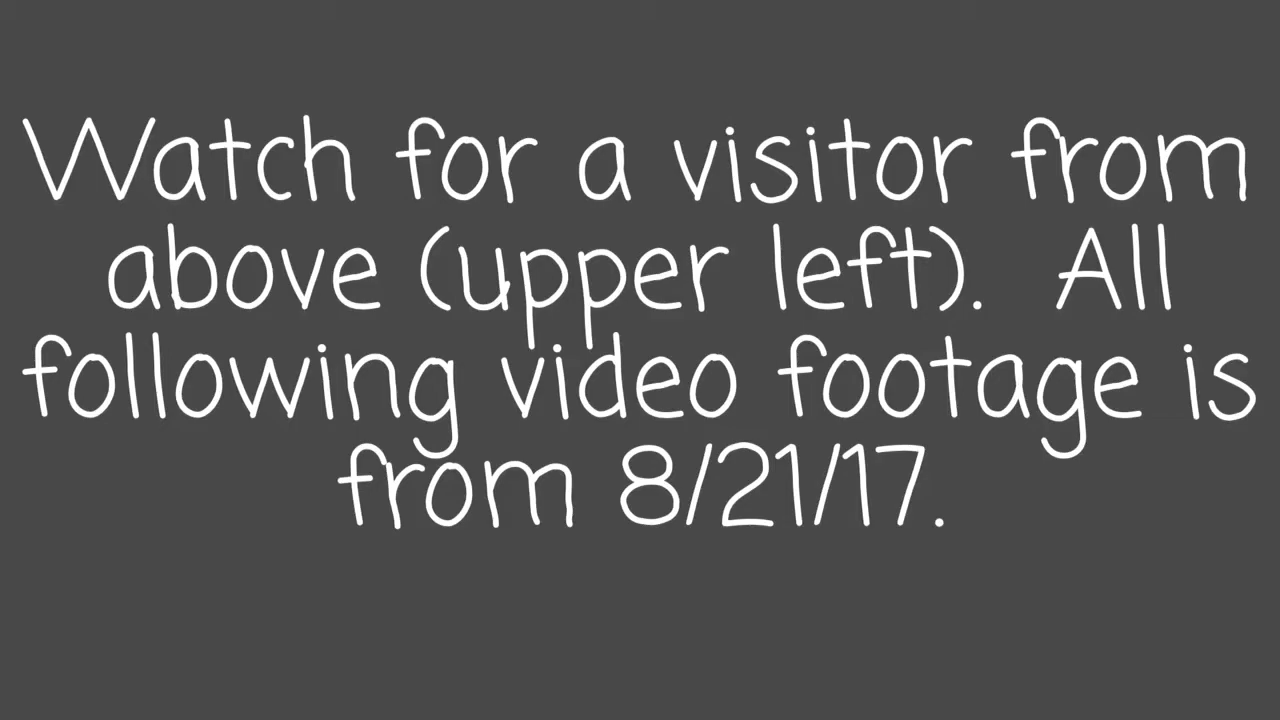 Watch for a visitor from
above (upper left).  All
following video footage is
from 8/21/17.